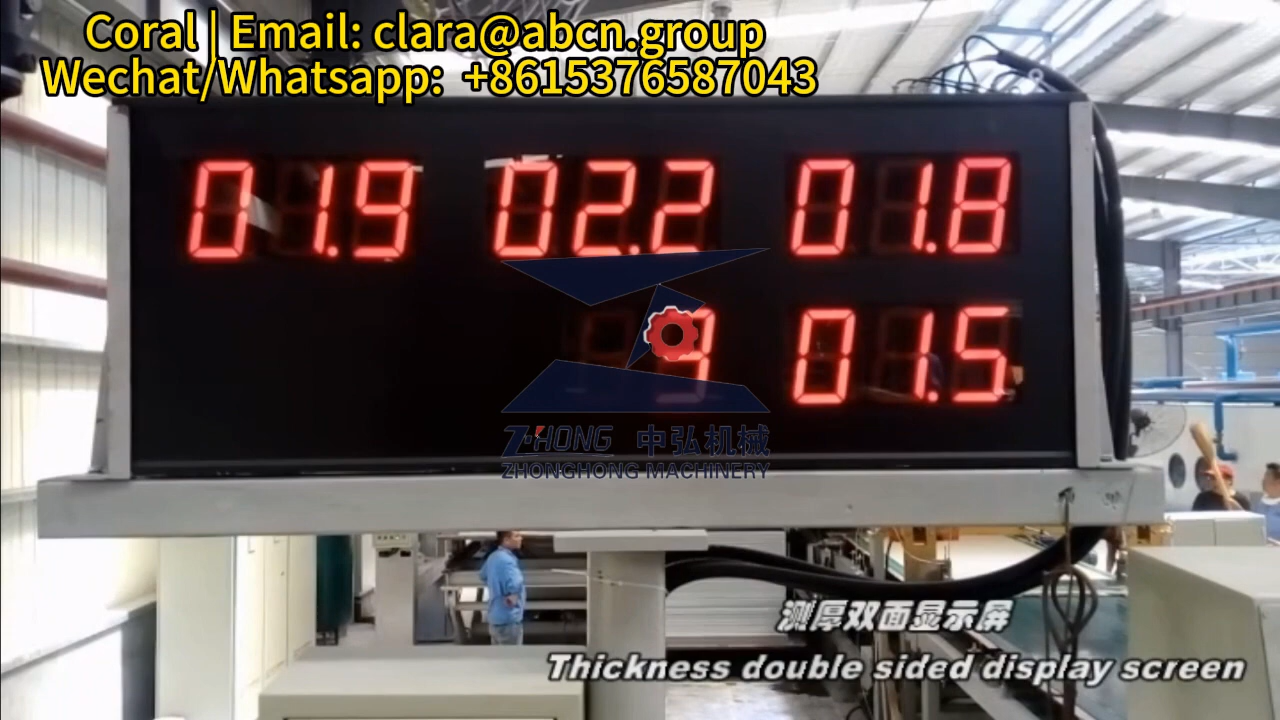 Coral | Email: clara@abcn.group
Wechat/Whatsapp: +8615376587043
01.9 02.2 01.8
9 01.5
ZHONG 中弘机械
ZHONGHONG MACHINERY
测厚双面显示屏
Thickness double sided display screen